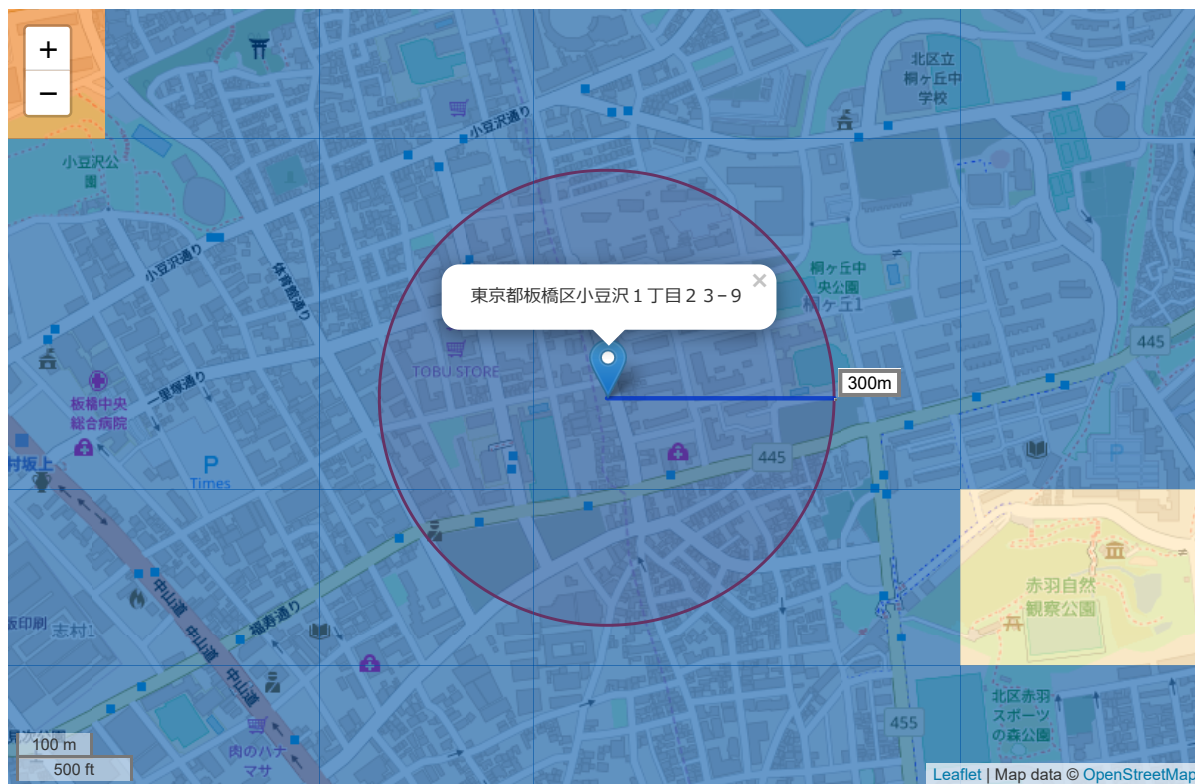 +
−
北区立
桐ヶ丘中
学校
小豆沢通り
小豆沢公
園
小豆沢通り
体育館通り
桐ヶ丘中
央公園
桐ヶ丘1
東京都板橋区小豆沢１丁目２３−９
×
445
TOBU STORE
300m
一里塚通り
板橋中央
総合病院
445
村坂上
P
Times
P
赤羽自然
観察公園
中山道
中山道
中山道
福寿通り
板印刷
志村1
北区赤羽
スポーツ
の森公園
455
肉のハナ
マサ
100 m
500 ft
Leaflet | Map data © OpenStreetMap